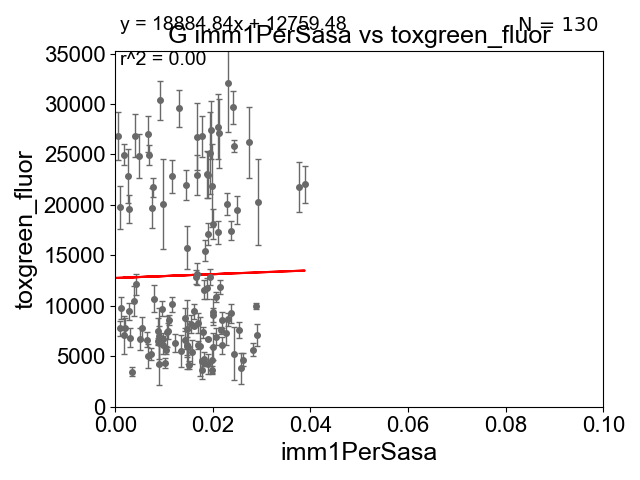 y = 18884.84x + 12759.48
N = 130
G imm1PerSasa vs toxgreen_fluor
r^2 = 0.00
toxgreen_fluor
35000
30000
25000
20000
15000
10000
5000
0
0.00 0.02 0.04 0.06 0.08 0.10
imm1PerSasa